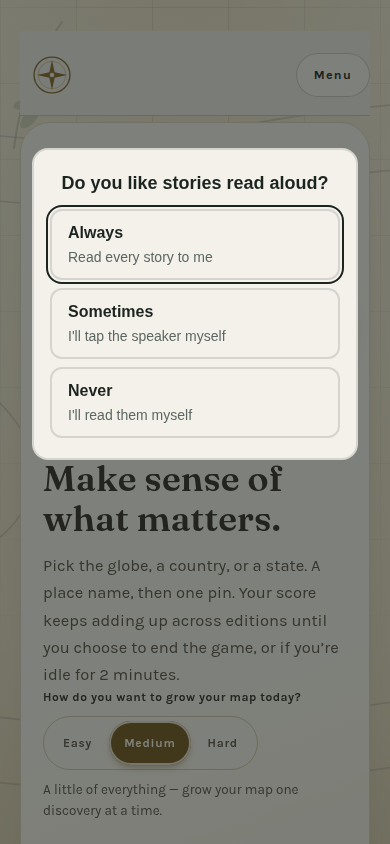 Menu
Do you like stories read aloud?
Always
Read every story to me
Sometimes
I'll tap the speaker myself
Never
I'll read them myself
Make sense of
what matters.
Pick the globe, a country, or a state. A
place name, then one pin. Your score
keeps adding up across editions until
you choose to end the game, or if you're
idle for 2 minutes.
How do you want to grow your map today?
Easy Medium Hard
A little of everything — grow your map one
discovery at a time.